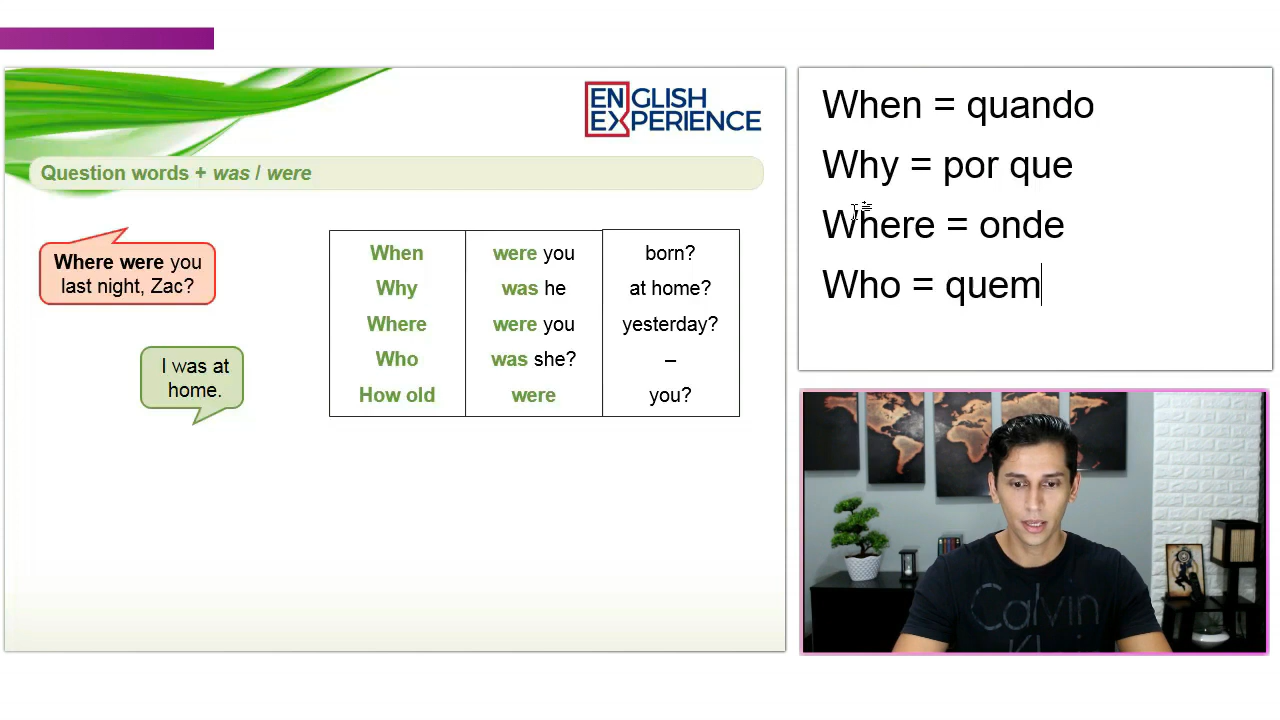 ENGLISH
EXPERIENCE
Question words + was / were
Where were you
last night, Zac?
I was at
home.
When were you born?
Why was he at home?
Where were you yesterday?
Who was she? –
How old were you?
When = quando
Why = por que
Where = onde
Who = quem
Calvin